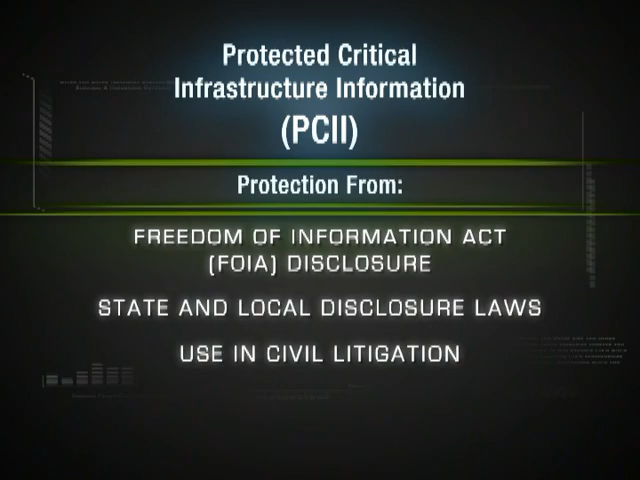 Protected Critical
Infrastructure Information
(PCII)
Protection From:
FREEDOM OF INFORMATION ACT
(FOIA) DISCLOSURE
STATE AND LOCAL DISCLOSURE LAWS
USE IN CIVIL LITIGATION